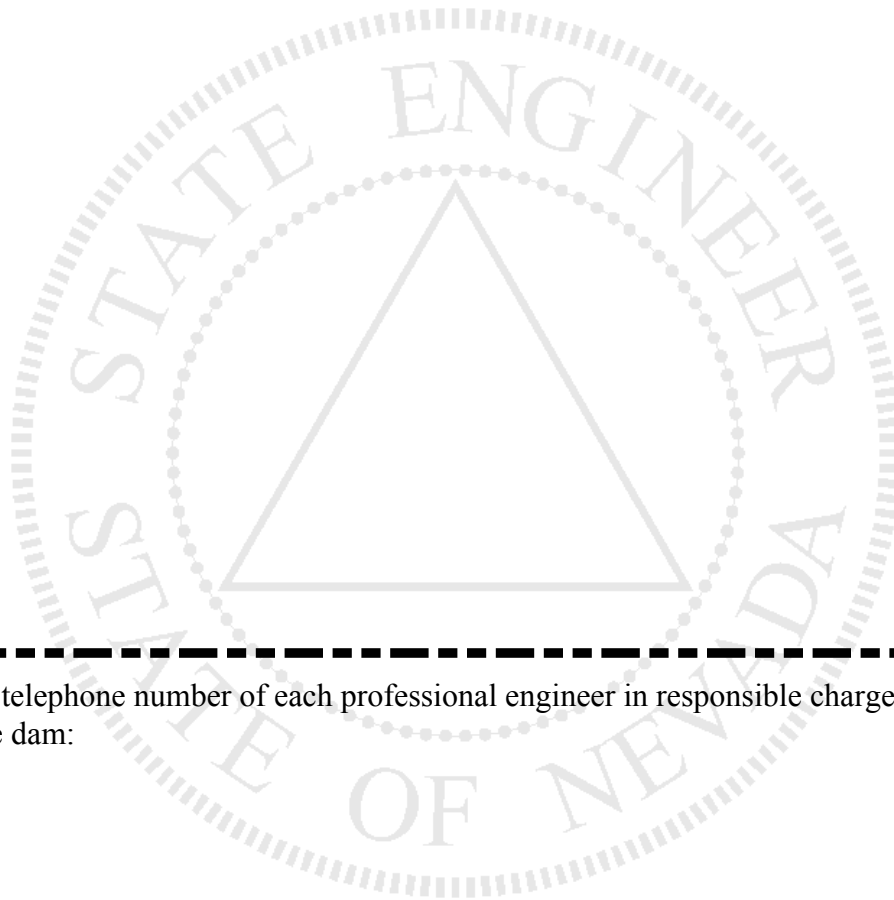 STATE ENGINEER
telephone number of each professional engineer in responsible charge
dam:
STATE OF NEVADA